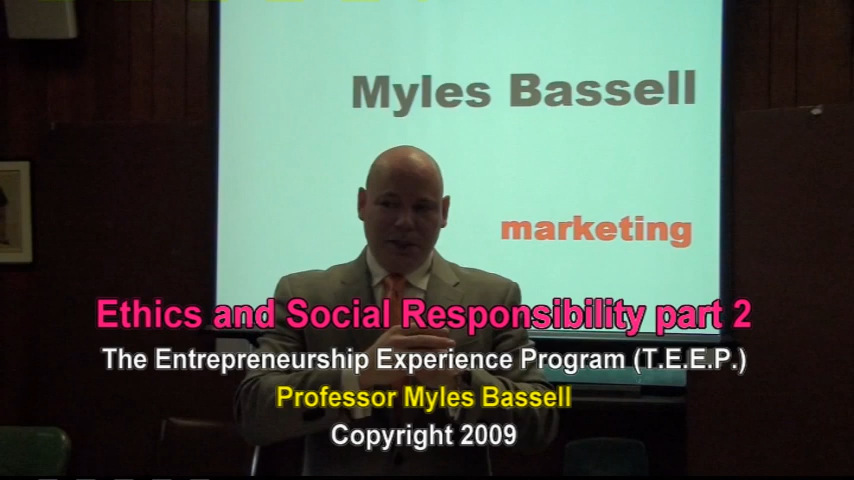 Myles Bassell
marketing
Ethics and Social Responsibility part 2
The Entrepreneurship Experience Program (T.E.E.P.)
Professor Myles Bassell
Copyright 2009